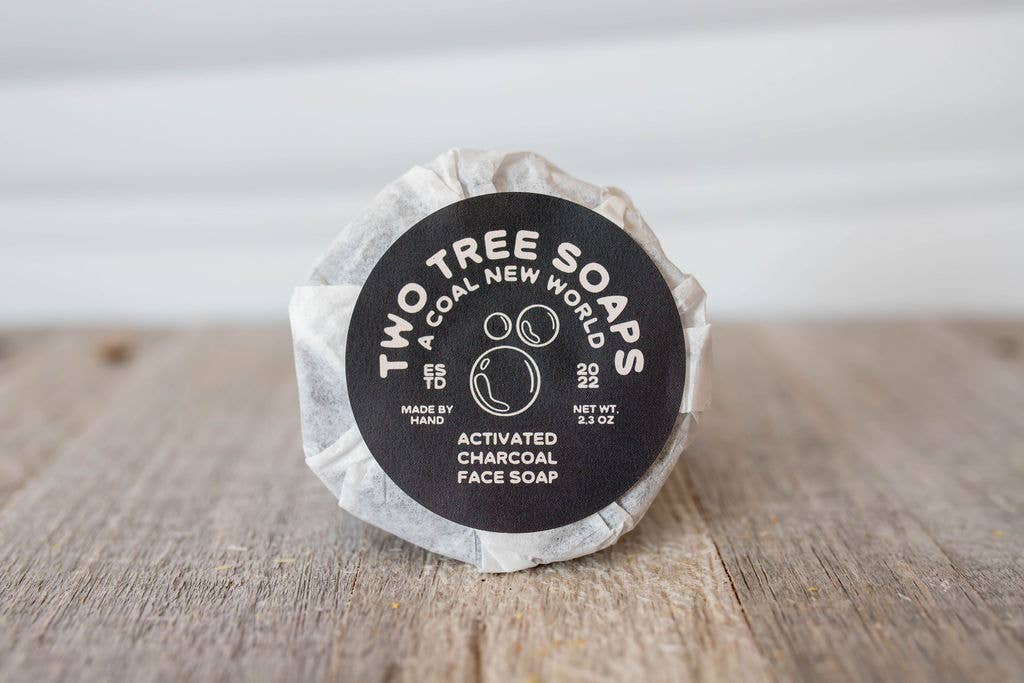 TWO TREE SOAPS
A COAL NEW WORLD
ES
TD
20
22
MADE BY
HAND
NET WT.
2,3 OZ
ACTIVATED
CHARCOAL
FACE SOAP